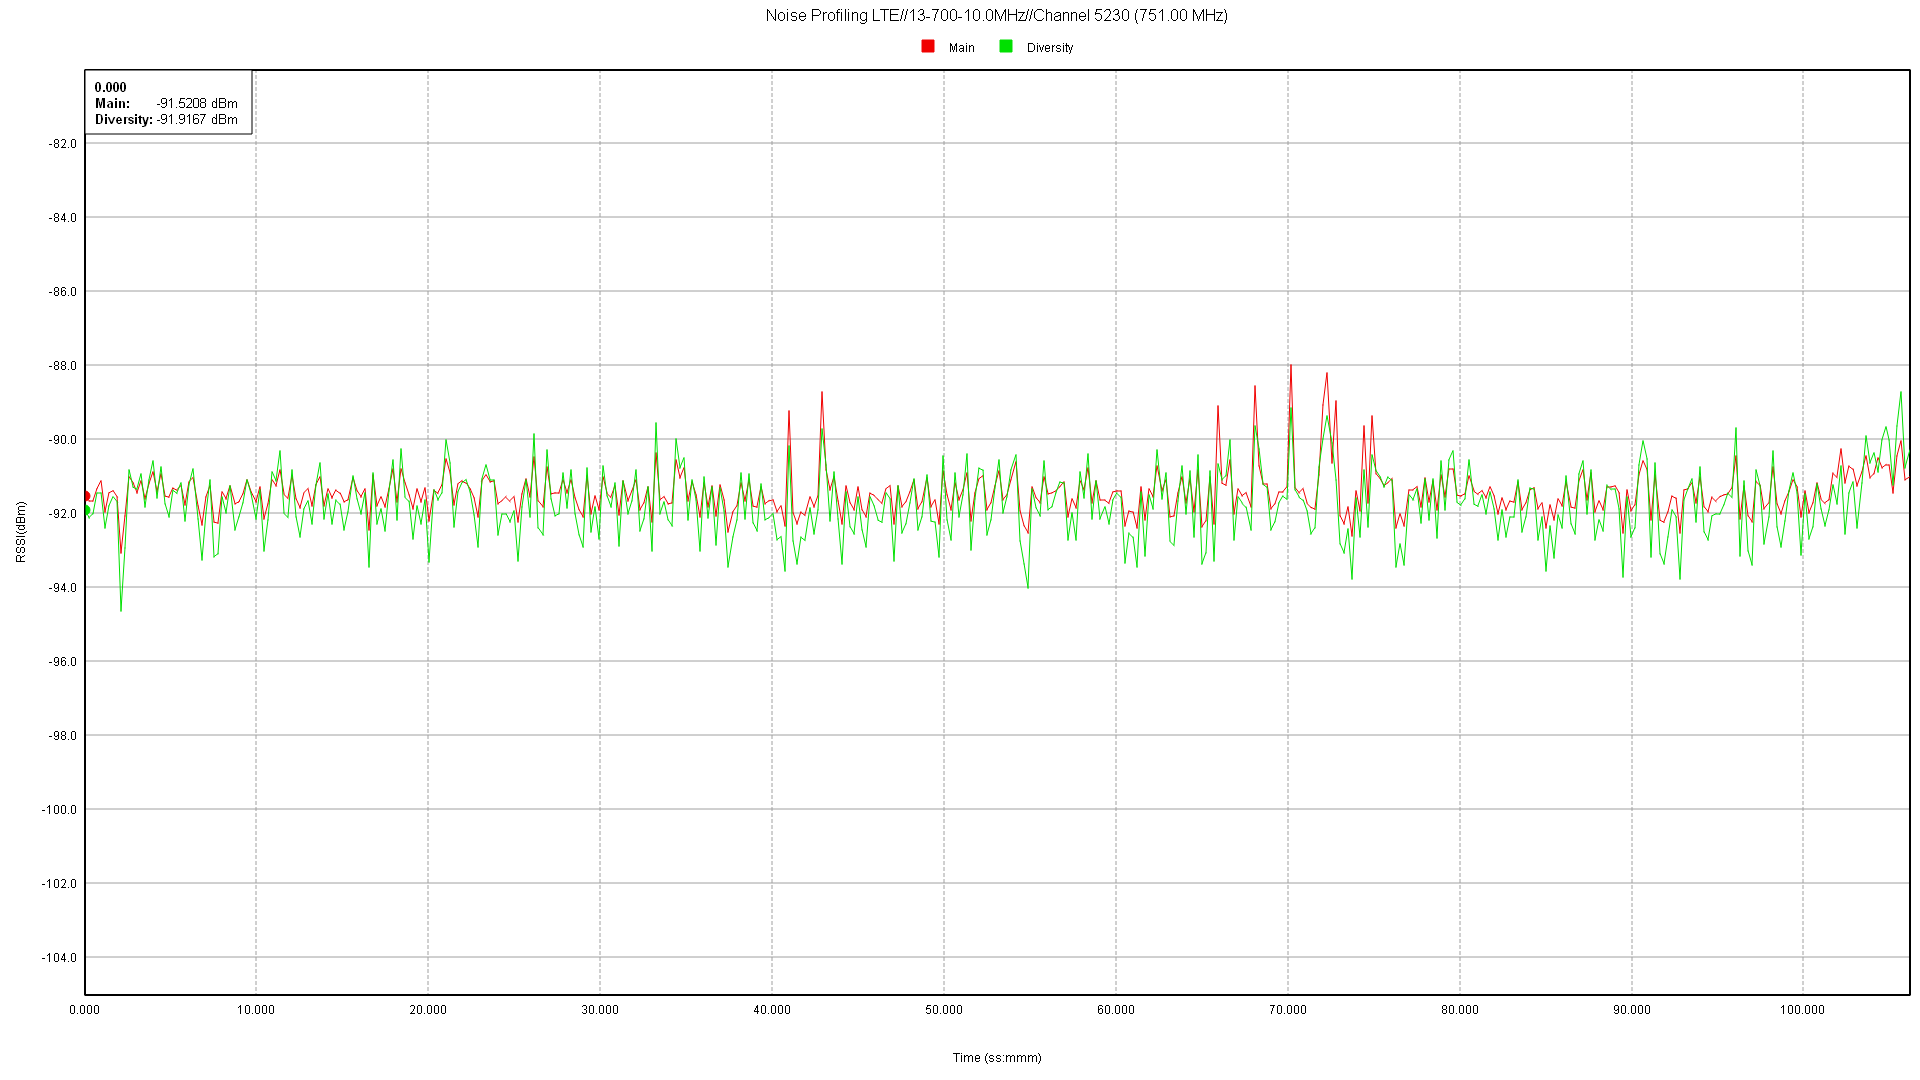 Noise Profiling LTE//13-700-10.0MHz//Channel 5230 (751.00 MHz)
Main Diversity
0.000
Main: -91.5208 dBm
Diversity: -91.9167 dBm
-82.0
-84.0
-86.0
-88.0
-90.0
-92.0
-94.0
-96.0
-98.0
-100.0
-102.0
-104.0
RSSI(dBm)
0.000 10.000 20.000 30.000 40.000 50.000 60.000 70.000 80.000 90.000 100.000
Time (ss:mmm)